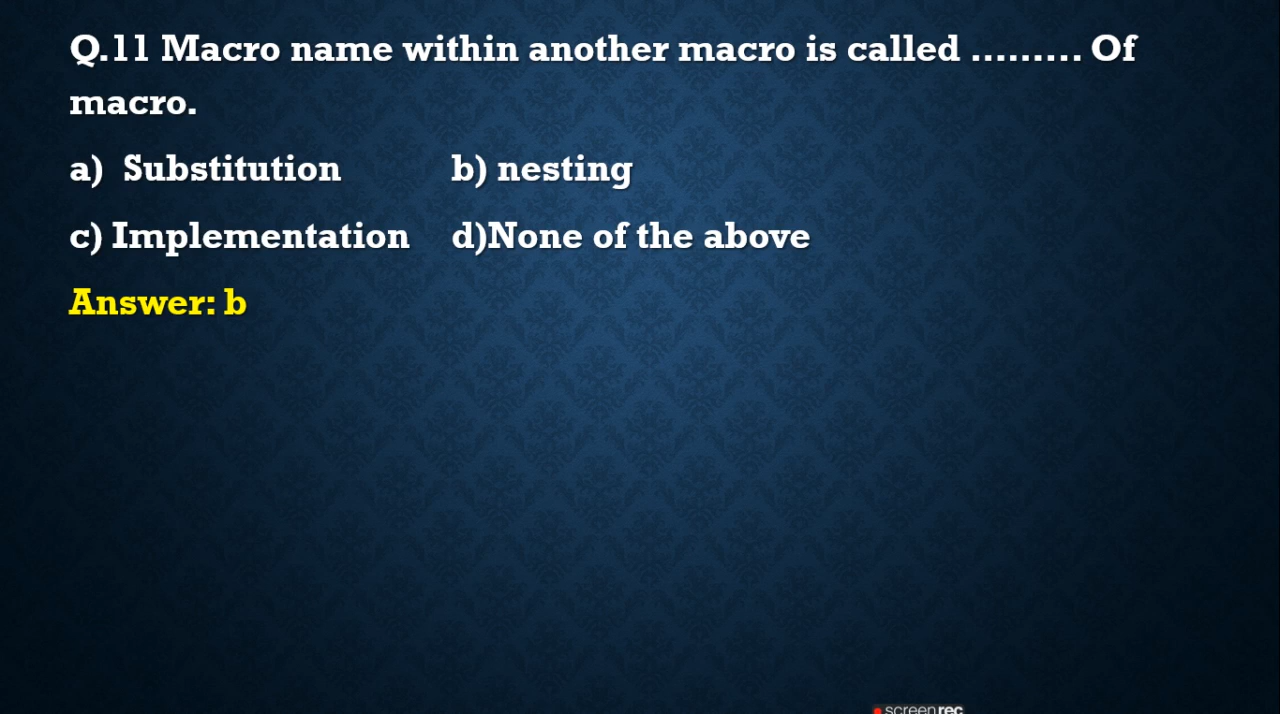 Q.11 Macro name within another macro is called ......... Of
macro.
a) Substitution b) nesting
c) Implementation d)None of the above
Answer: b
screenrec